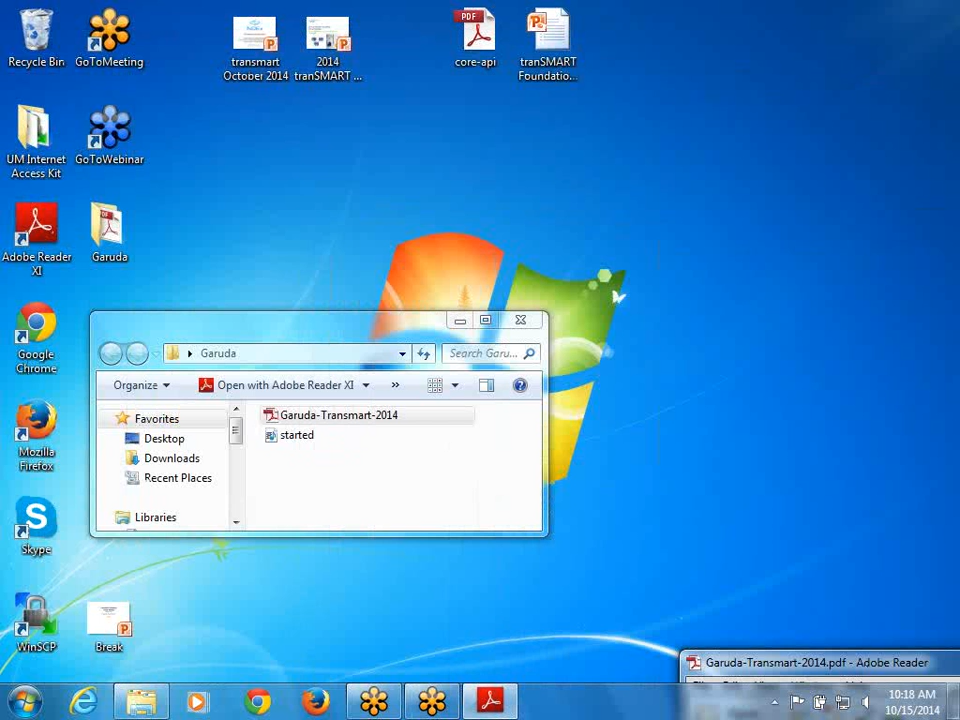 Recycle Bin
GoToMeeting
transmart
October 2014
2014
tranSMART ...
PDF
core-api
tranSMART
Foundatio...
UM Internet
Access Kit
GoToWebinar
Adobe Reader
XI
Garuda
Google
Chrome
Garuda
Search Garu...
Organize
Open with Adobe Reader XI
»
Favorites
Desktop
Downloads
Recent Places
Libraries
Garuda-Transmart-2014
started
Mozilla
Firefox
Skype
WinSCP
Break
Garuda-Transmart-2014.pdf - Adobe Reader
10:18 AM
10/15/2014